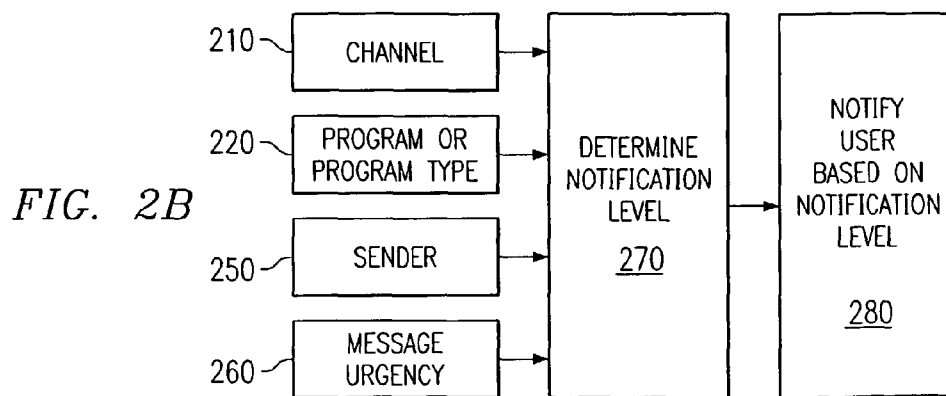 210
CHANNEL
220
PROGRAM OR
PROGRAM TYPE
FIG. 2B
250
SENDER
260
MESSAGE
URGENCY
DETERMINE
NOTIFICATION
LEVEL
270
NOTIFY
USER
BASED ON
NOTIFICATION
LEVEL
280